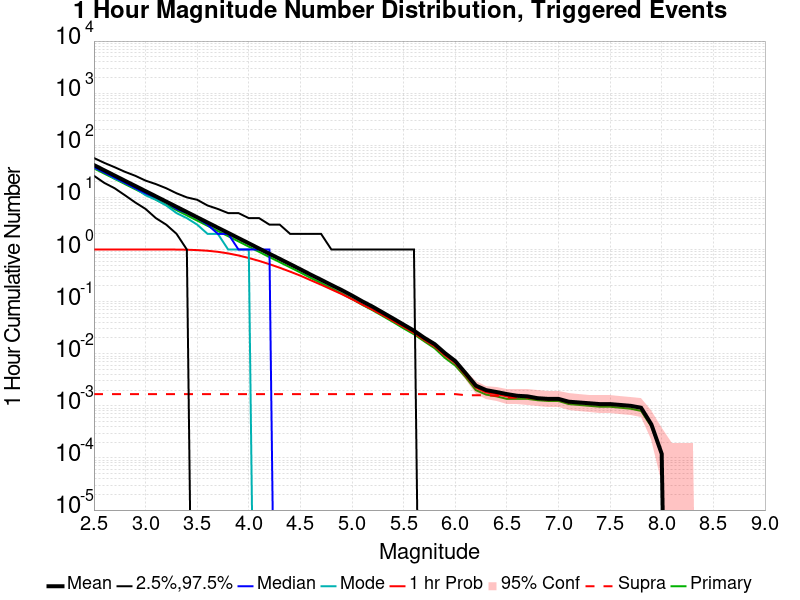 1 Hour Magnitude Number Distribution, Triggered Events
10^4
10^3
10^2
10^1
10^0
10^-1
10^-2
10^-3
10^-4
10^-5
1 Hour Cumulative Number
2.5 3.0 3.5 4.0 4.5 5.0 5.5 6.0 6.5 7.0 7.5 8.0 8.5 9.0
Magnitude
Mean 2.5%,97.5% Median Mode 1 hr Prob 95% Conf Supra Primary